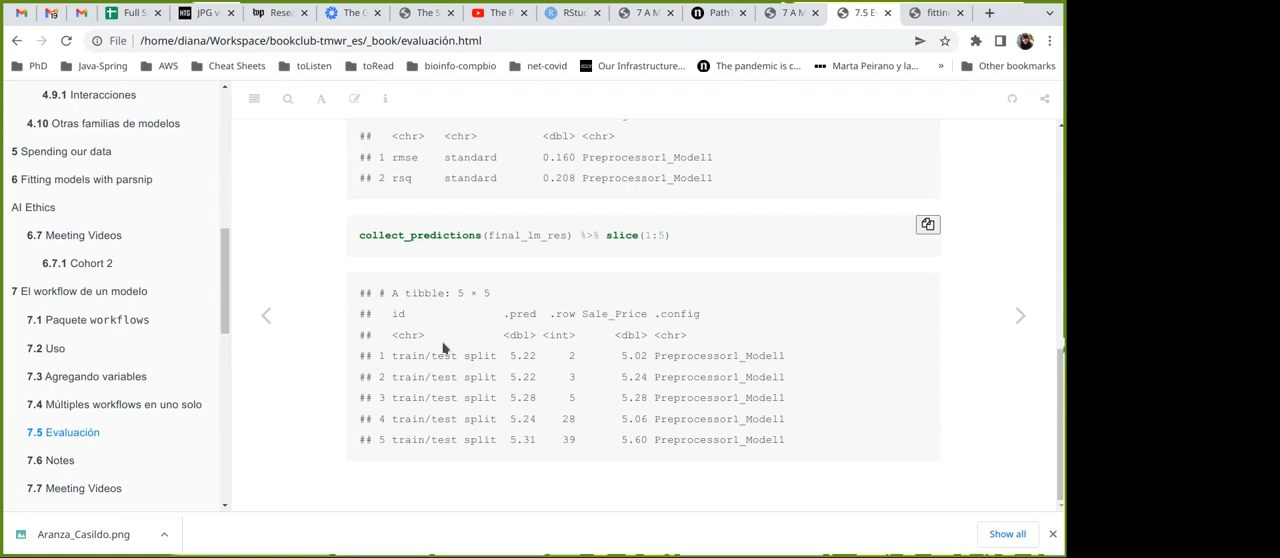 Full S
JPG v
Resea
The G
The S
The R
RStu
7 A M
PathT
7 A M
7.5 Ev
fittin
File /home/diana/Workspace/bookclub-tmwr_es/_book/evaluación.html
PhD
Java-Spring
AWS
Cheat Sheets
toListen
toRead
bioinfo-compbio
net-covid
Our Infrastructure...
The pandemic is c...
Marta Peirano y la...
»
Other bookmarks
4.9.1 Interacciones
4.10 Otras familias de modelos
5 Spending our data
6 Fitting models with parsnip
AI Ethics
6.7 Meeting Videos
6.7.1 Cohort 2
7 El workflow de un modelo
7.1 Paquete workflows
7.2 Uso
7.3 Agregando variables
7.4 Múltiples workflows en uno solo
7.5 Evaluación
7.6 Notes
7.7 Meeting Videos
## <chr> <chr> <dbl> <chr>
## 1 rmse standard 0.160 Preprocessor1_Model1
## 2 rsq standard 0.208 Preprocessor1_Model1
collect_predictions(final_lm_res) %>% slice(1:5)
## # A tibble: 5 × 5
## id .pred .row Sale_Price .config
## <chr> <dbl> <int> <dbl> <chr>
## 1 train/test split 5.22 2 5.02 Preprocessor1_Model1
## 2 train/test split 5.22 3 5.24 Preprocessor1_Model1
## 3 train/test split 5.28 5 5.28 Preprocessor1_Model1
## 4 train/test split 5.24 28 5.06 Preprocessor1_Model1
## 5 train/test split 5.31 39 5.60 Preprocessor1_Model1
Aranza_Casildo.png
Show all